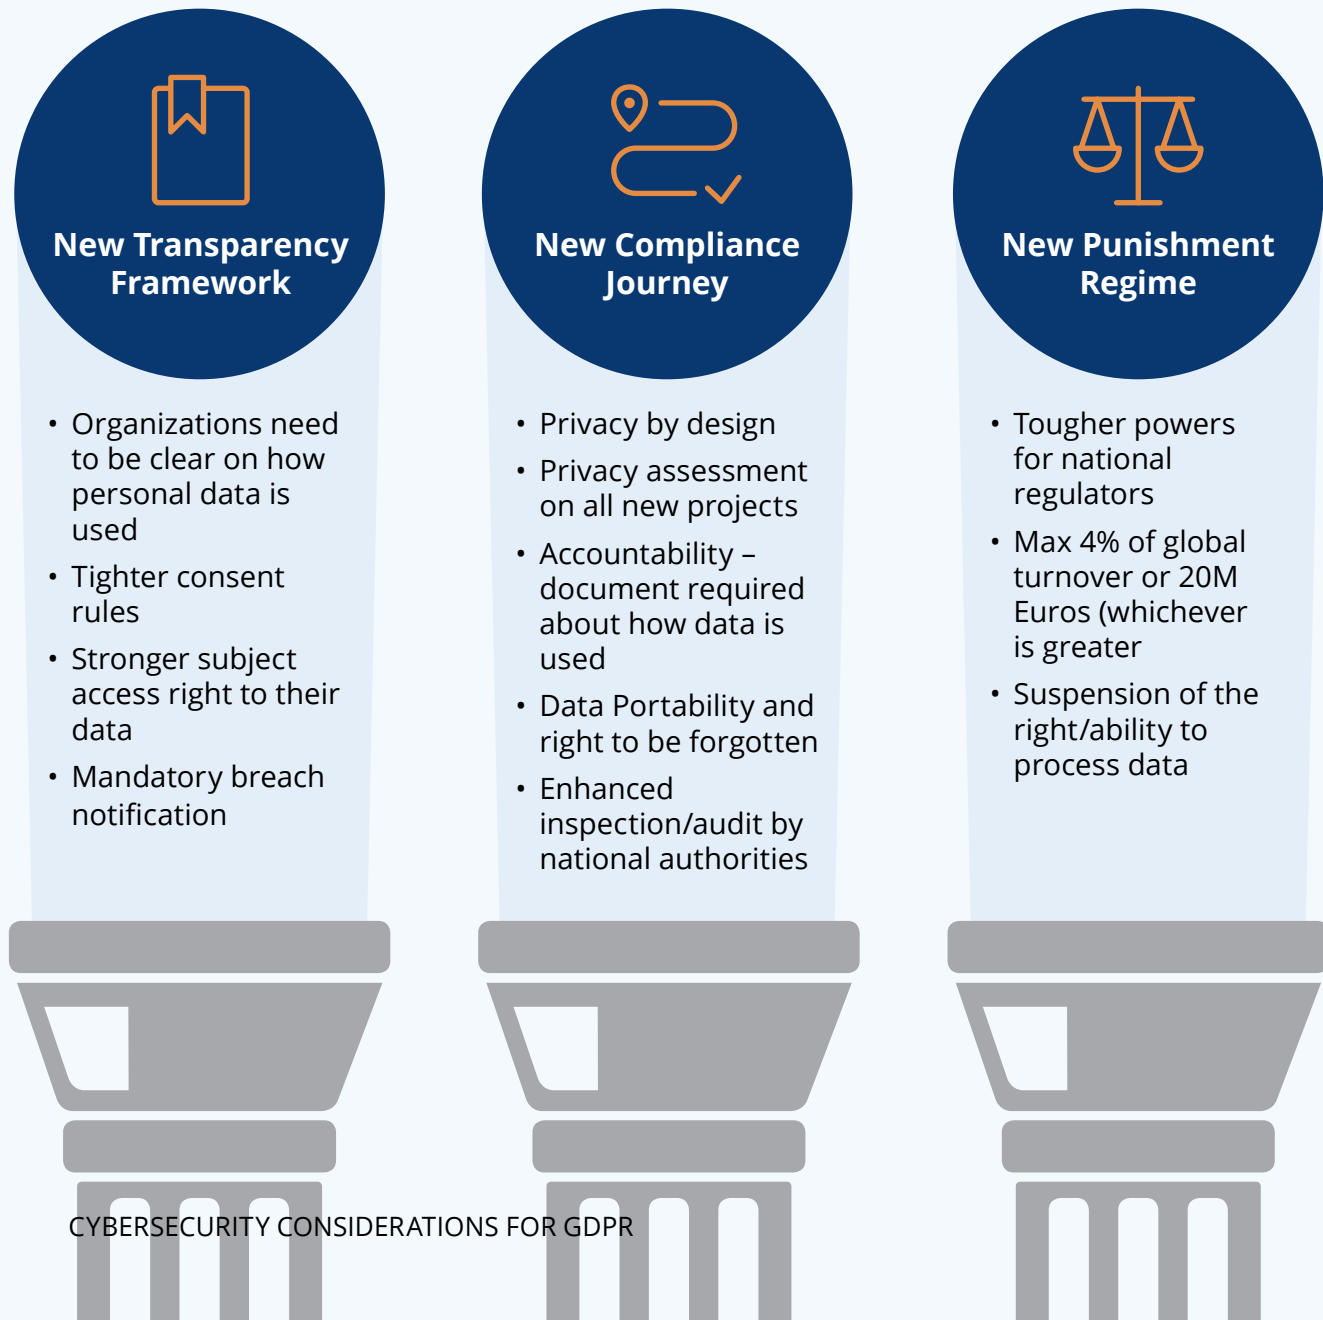 New Transparency
Framework
• Organizations need
to be clear on how
personal data is
used
• Tighter consent
rules
• Stronger subject
access right to their
data
• Mandatory breach
notification
New Compliance
Journey
• Privacy by design
• Privacy assessment
on all new projects
• Accountability –
document required
about how data is
used
• Data Portability and
right to be forgotten
• Enhanced
inspection/audit by
national authorities
New Punishment
Regime
• Tougher powers
for national
regulators
• Max 4% of global
turnover or 20M
Euros (whichever
is greater
• Suspension of the
right/ability to
process data
CYBERSECURITY CONSIDERATIONS FOR GDPR